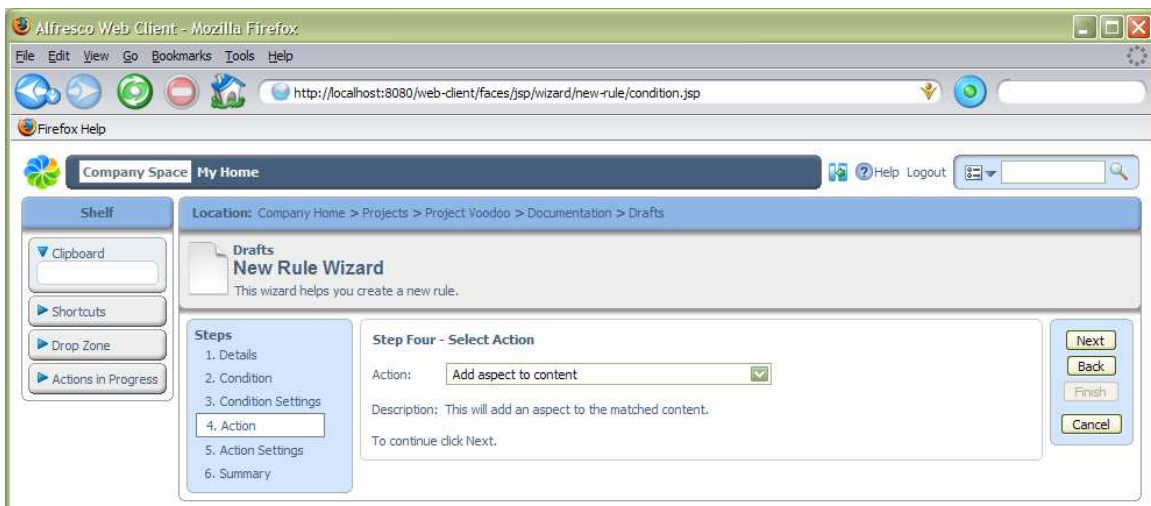 Alfresco Web Client - Mozilla Firefox
File Edit View Go Bookmarks Tools Help
http://localhost:8080/web-client/faces/jsp/wizard/new-rule/condition.jsp
Firefox Help
Company Space My Home Help Logout
Shelf
Location: Company Home > Projects > Project Voodoo > Documentation > Drafts
Clipboard
Shortcuts
Drop Zone
Actions in Progress
Drafts
New Rule Wizard
This wizard helps you create a new rule.
Steps
1. Details
2. Condition
3. Condition Settings
4. Action
5. Action Settings
6. Summary
Step Four - Select Action
Action: Add aspect to content
Description: This will add an aspect to the matched content.
To continue click Next.
Next
Back
Finish
Cancel